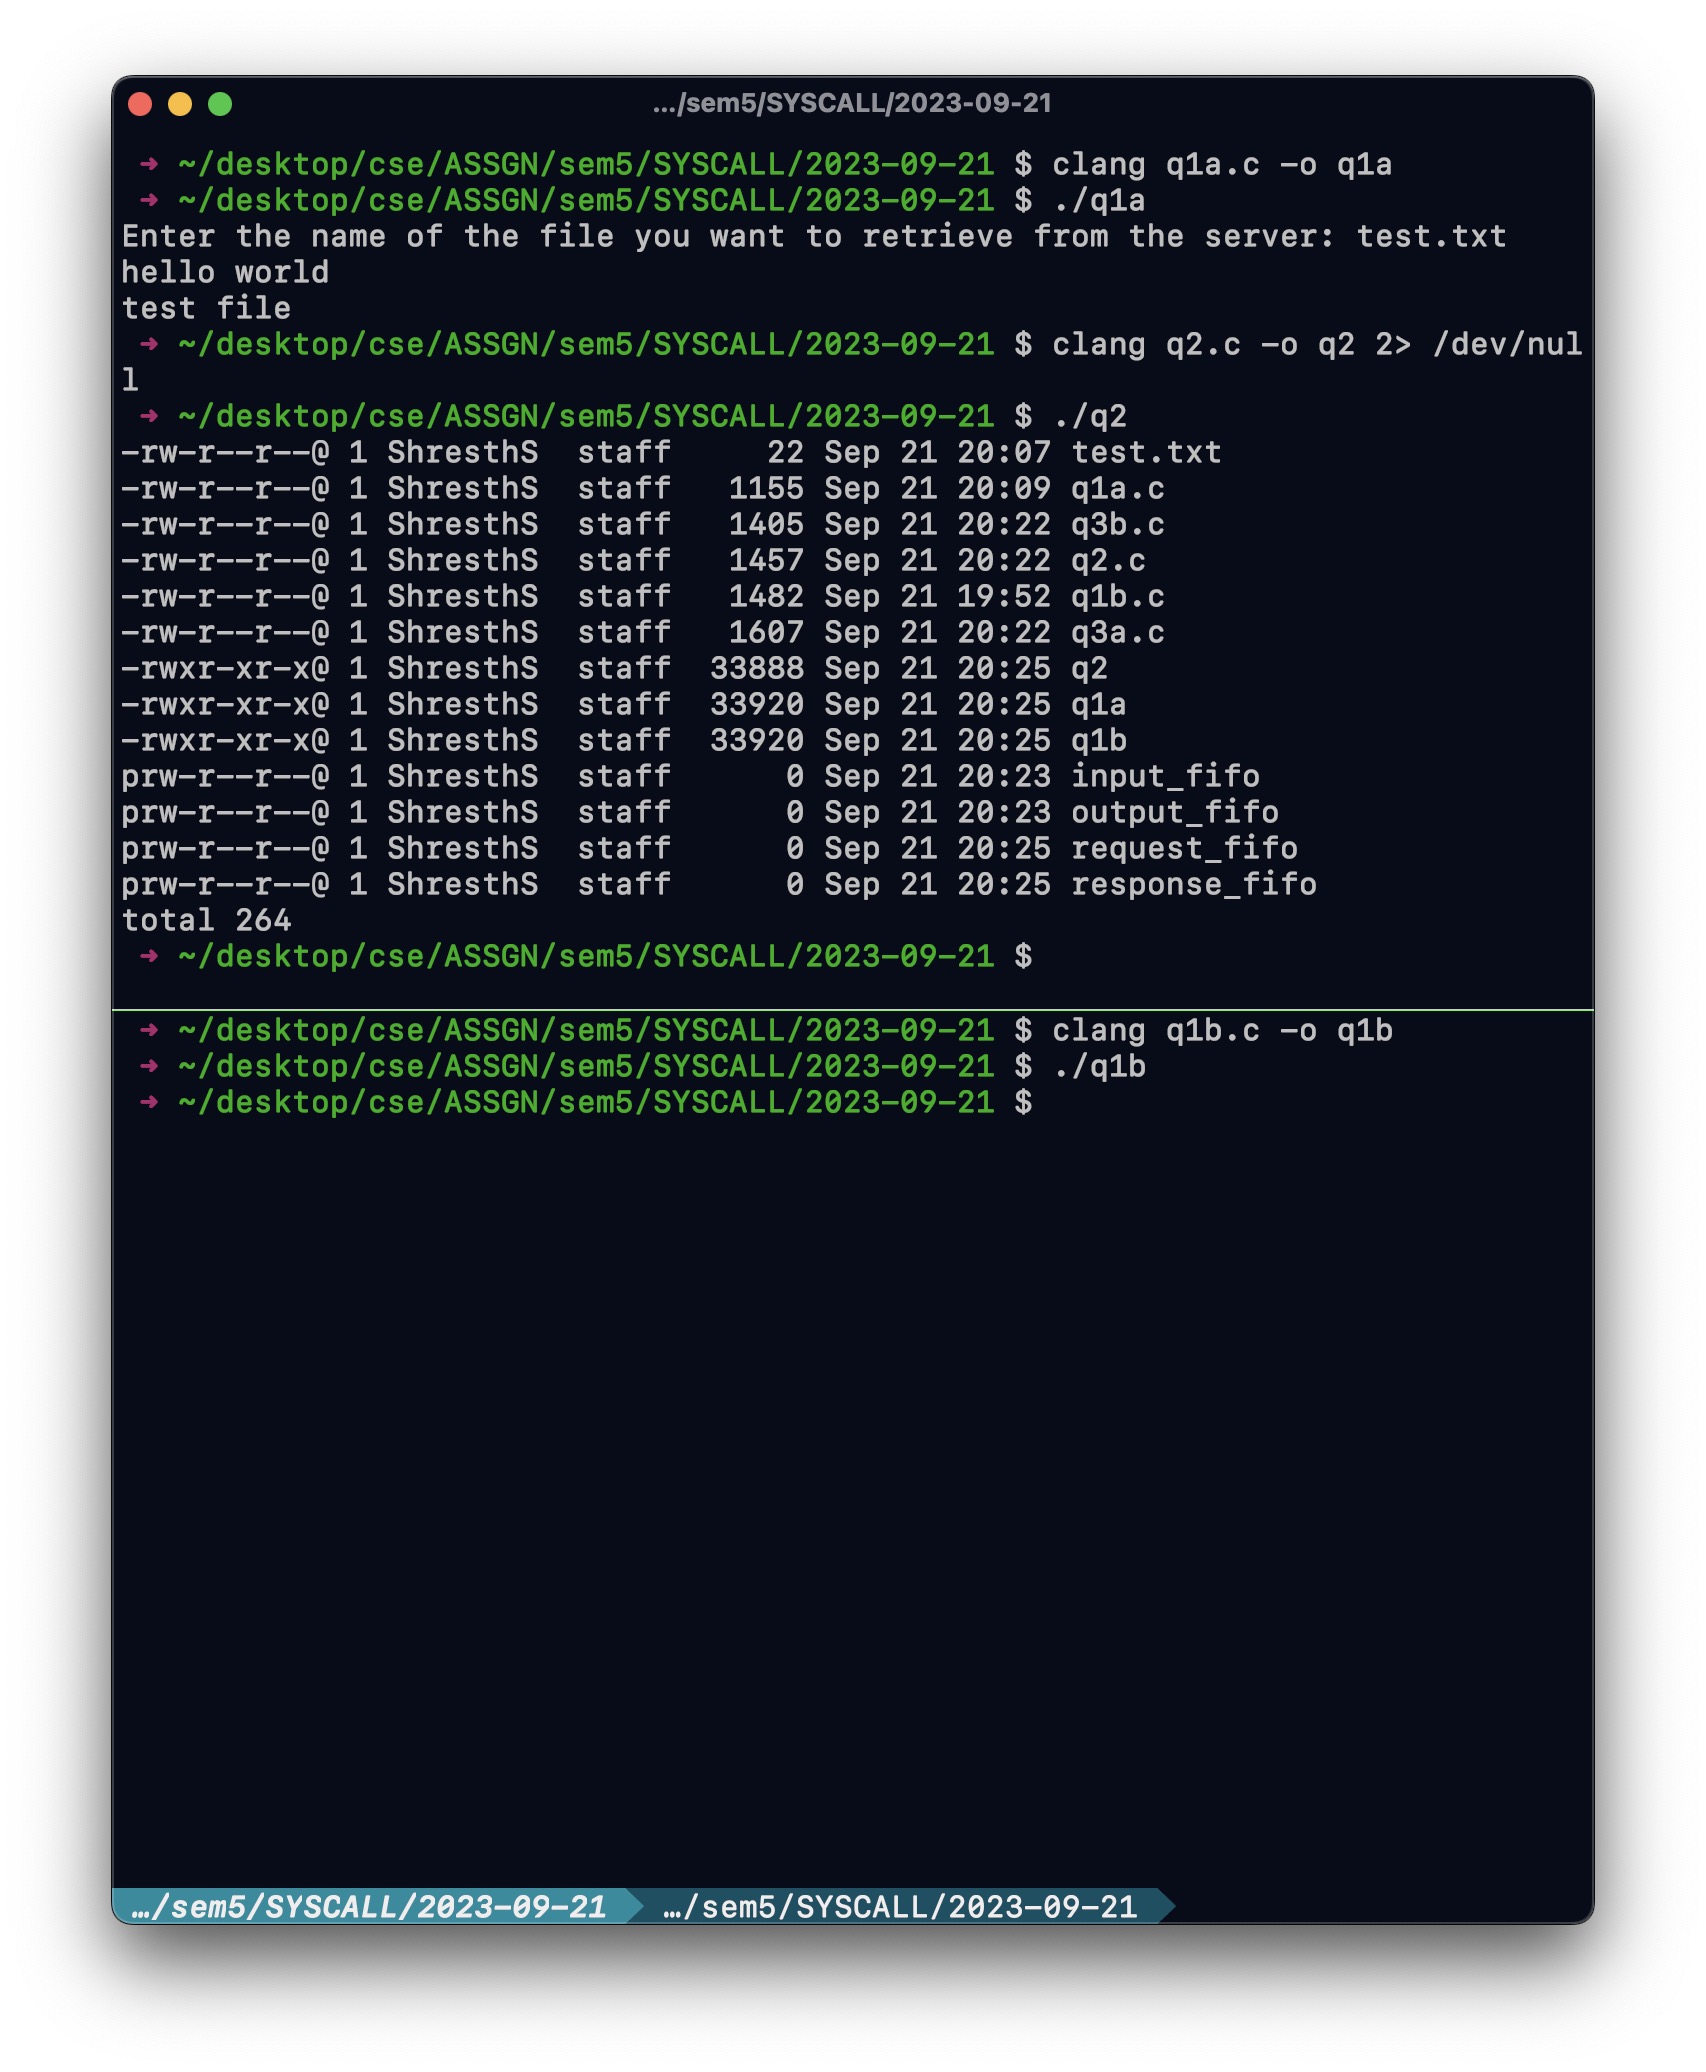 .../sem5/SYSCALL/2023-09-21
➜ ~/desktop/cse/ASSGN/sem5/SYSCALL/2023-09-21 $ clang q1a.c -o q1a
➜ ~/desktop/cse/ASSGN/sem5/SYSCALL/2023-09-21 $ ./q1a
Enter the name of the file you want to retrieve from the server: test.txt
hello world
test file
➜ ~/desktop/cse/ASSGN/sem5/SYSCALL/2023-09-21 $ clang q2.c -o q2 2> /dev/nul
l
➜ ~/desktop/cse/ASSGN/sem5/SYSCALL/2023-09-21 $ ./q2
-rw-r--r--@ 1 ShresthS  staff     22 Sep 21 20:07 test.txt
-rw-r--r--@ 1 ShresthS  staff   1155 Sep 21 20:09 q1a.c
-rw-r--r--@ 1 ShresthS  staff   1405 Sep 21 20:22 q3b.c
-rw-r--r--@ 1 ShresthS  staff   1457 Sep 21 20:22 q2.c
-rw-r--r--@ 1 ShresthS  staff   1482 Sep 21 19:52 q1b.c
-rw-r--r--@ 1 ShresthS  staff   1607 Sep 21 20:22 q3a.c
-rwxr-xr-x@ 1 ShresthS  staff  33888 Sep 21 20:25 q2
-rwxr-xr-x@ 1 ShresthS  staff  33920 Sep 21 20:25 q1a
-rwxr-xr-x@ 1 ShresthS  staff  33920 Sep 21 20:25 q1b
prw-r--r--@ 1 ShresthS  staff      0 Sep 21 20:23 input_fifo
prw-r--r--@ 1 ShresthS  staff      0 Sep 21 20:23 output_fifo
prw-r--r--@ 1 ShresthS  staff      0 Sep 21 20:25 request_fifo
prw-r--r--@ 1 ShresthS  staff      0 Sep 21 20:25 response_fifo
total 264
➜ ~/desktop/cse/ASSGN/sem5/SYSCALL/2023-09-21 $
➜ ~/desktop/cse/ASSGN/sem5/SYSCALL/2023-09-21 $ clang q1b.c -o q1b
➜ ~/desktop/cse/ASSGN/sem5/SYSCALL/2023-09-21 $ ./q1b
➜ ~/desktop/cse/ASSGN/sem5/SYSCALL/2023-09-21 $
…/sem5/SYSCALL/2023-09-21 …/sem5/SYSCALL/2023-09-21